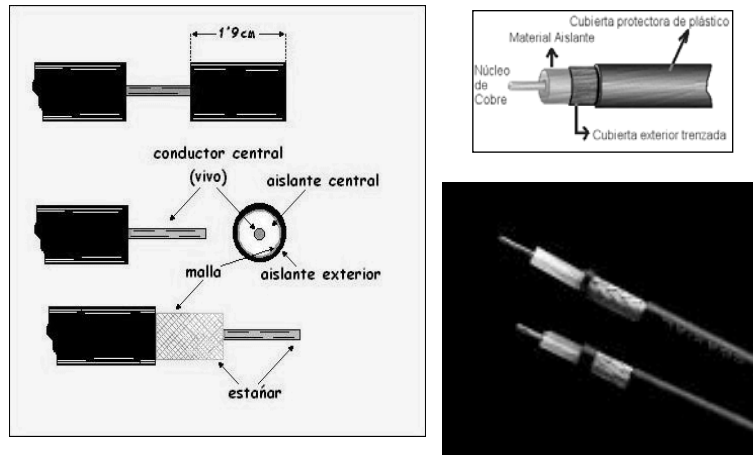 1'9cm
conductor central
(vivo)
aislante central
malla
aislante exterior
estañar
Cubierta protectora de plástico
Material Aislante
Núcleo
de
Cobre
Cubierta exterior trenzada